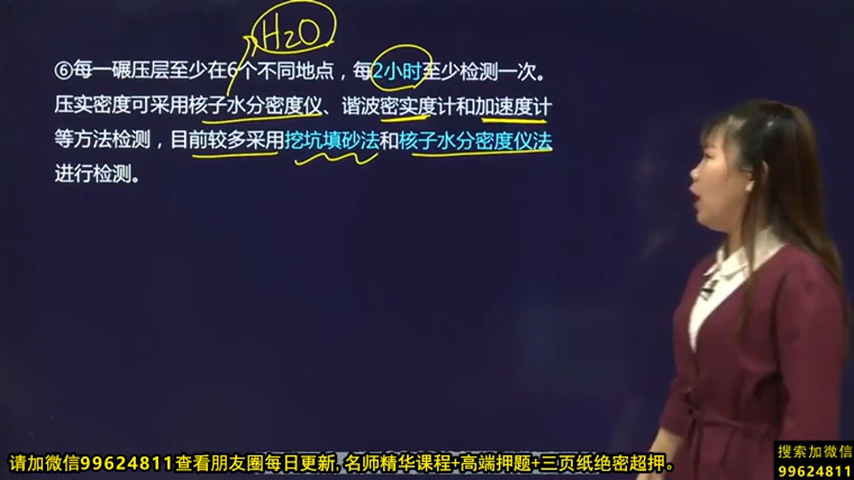 H₂O
⑥每一碾压层至少在6个不同地点，每2小时至少检测一次。
压实密度可采用核子水分密度仪、谐波密实度计和加速度计
等方法检测，目前较多采用挖坑填砂法和核子水分密度仪法
进行检测。
请加微信99624811查看朋友圈每日更新,名师精华课程+高端押题+三页纸绝密超押。
搜索加微信
99624811